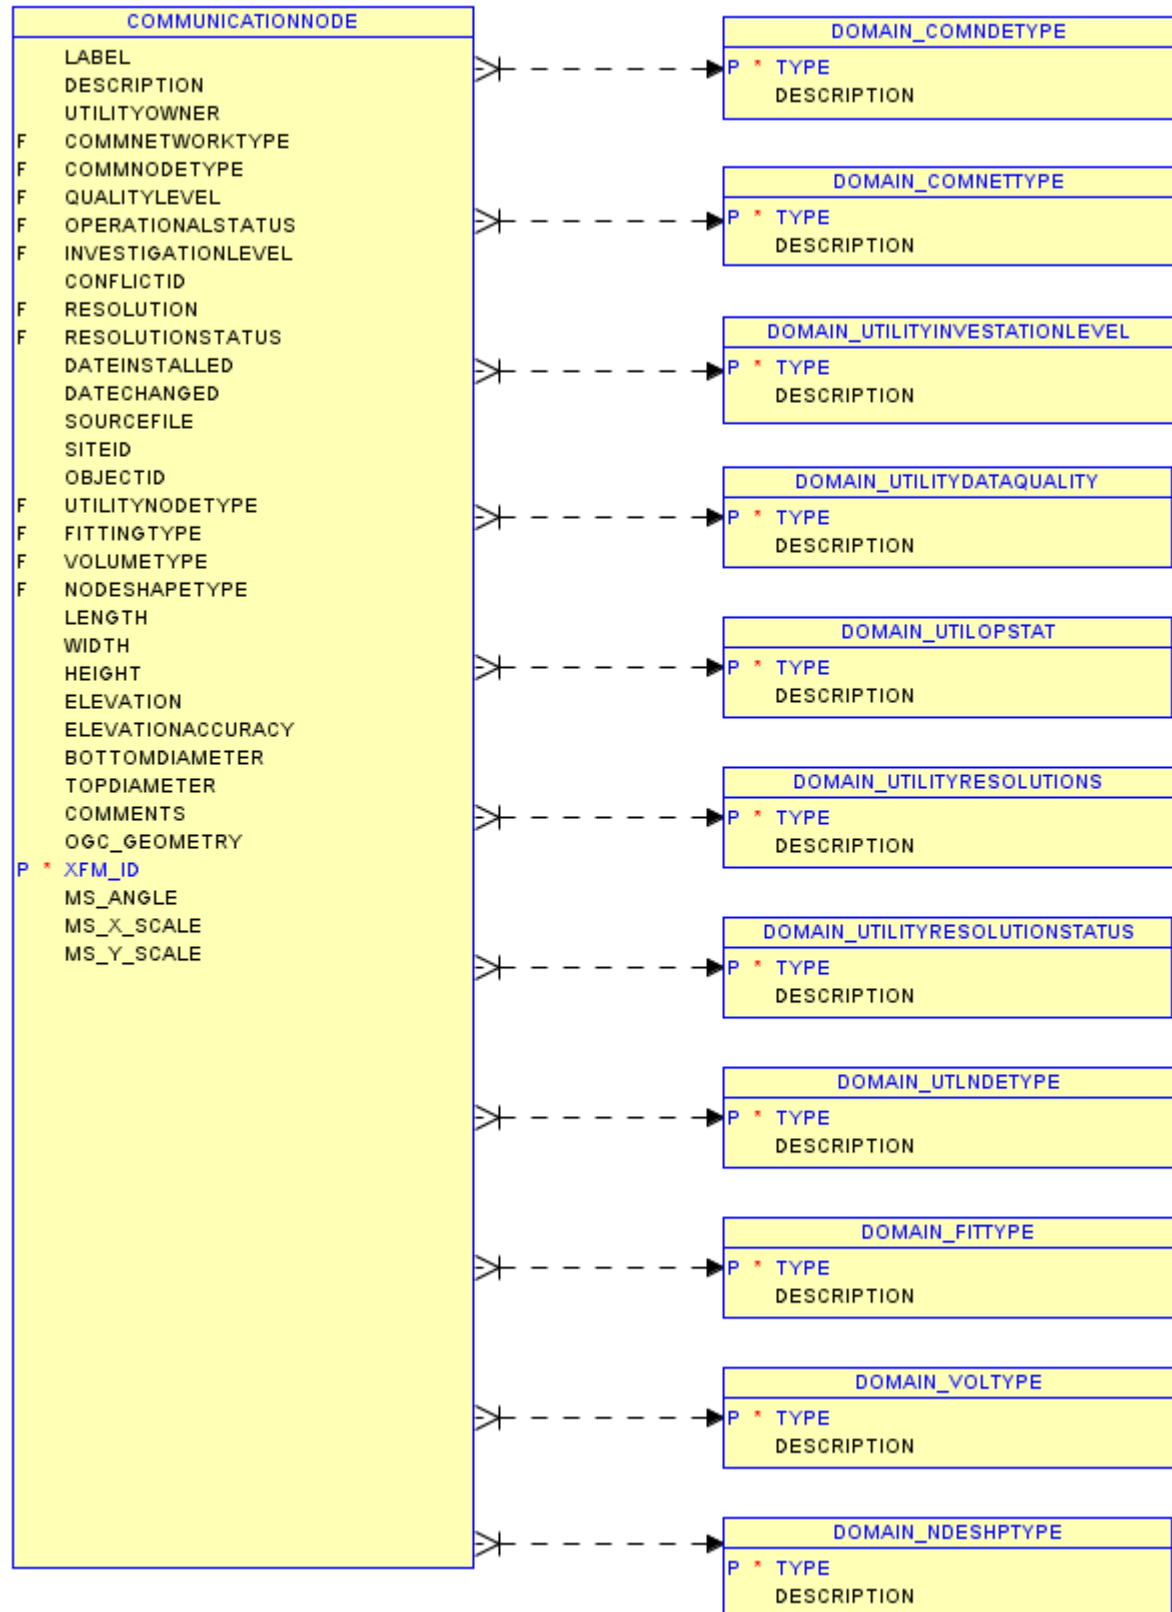 COMMUNICATIONNODE
LABEL
DESCRIPTION
UTILITYOWNER
F COMMNETWORKTYPE
F COMMNODETYPE
F QUALITYLEVEL
F OPERATIONALSTATUS
F INVESTIGATIONLEVEL
CONFLICTID
F RESOLUTION
F RESOLUTIONSTATUS
DATEINSTALLED
DATECHANGED
SOURCEFILE
SITEID
OBJECTID
F UTILITYNODETYPE
F FITTINGTYPE
F VOLUMETYPE
F NODESHAPETYPE
LENGTH
WIDTH
HEIGHT
ELEVATION
ELEVATIONACCURACY
BOTTOMDIAMETER
TOPDIAMETER
COMMENTS
OGC_GEOMETRY
P * XFM_ID
MS_ANGLE
MS_X_SCALE
MS_Y_SCALE
DOMAIN_COMNDETYPE
P * TYPE
DESCRIPTION
DOMAIN_COMNETTYPE
P * TYPE
DESCRIPTION
DOMAIN_UTILITYINVESTATIONLEVEL
P * TYPE
DESCRIPTION
DOMAIN_UTILITYDATAQUALITY
P * TYPE
DESCRIPTION
DOMAIN_UTILOPSTAT
P * TYPE
DESCRIPTION
DOMAIN_UTILITYRESOLUTIONS
P * TYPE
DESCRIPTION
DOMAIN_UTILITYRESOLUTIONSTATUS
P * TYPE
DESCRIPTION
DOMAIN_UTLNDETYPE
P * TYPE
DESCRIPTION
DOMAIN_FITTYPE
P * TYPE
DESCRIPTION
DOMAIN_VOLTYPE
P * TYPE
DESCRIPTION
DOMAIN_NDESHPTYPE
P * TYPE
DESCRIPTION